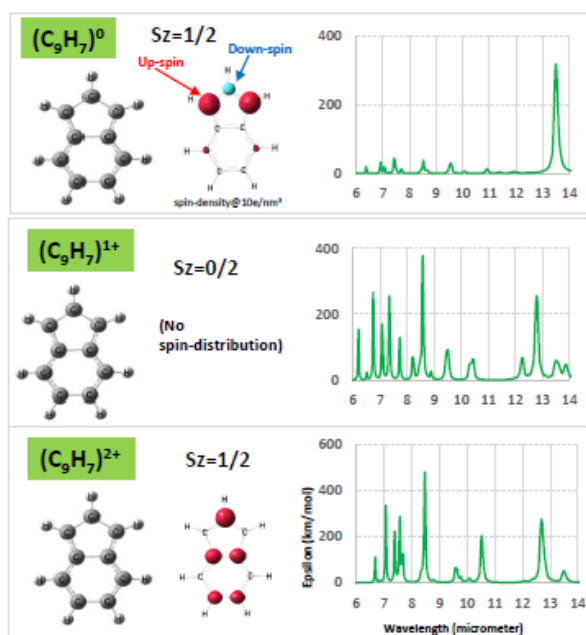 (C₉H₇)⁰ Sz=1/2
Down-spin
Up-spin
H
H H
C C
H H
H H
spin-density@10e/nm³
400
200
0
6 7 8 9 10 11 12 13 14
(C₉H₇)¹⁺
Sz=0/2
(No
spin-distribution)
400
200
0
6 7 8 9 10 11 12 13 14
(C₉H₇)²⁺
Sz=1/2
H
H C C H
H C C H
H H
Epsilon (km/mol)
600
400
200
0
6 7 8 9 10 11 12 13 14
Wavelength (micrometer)